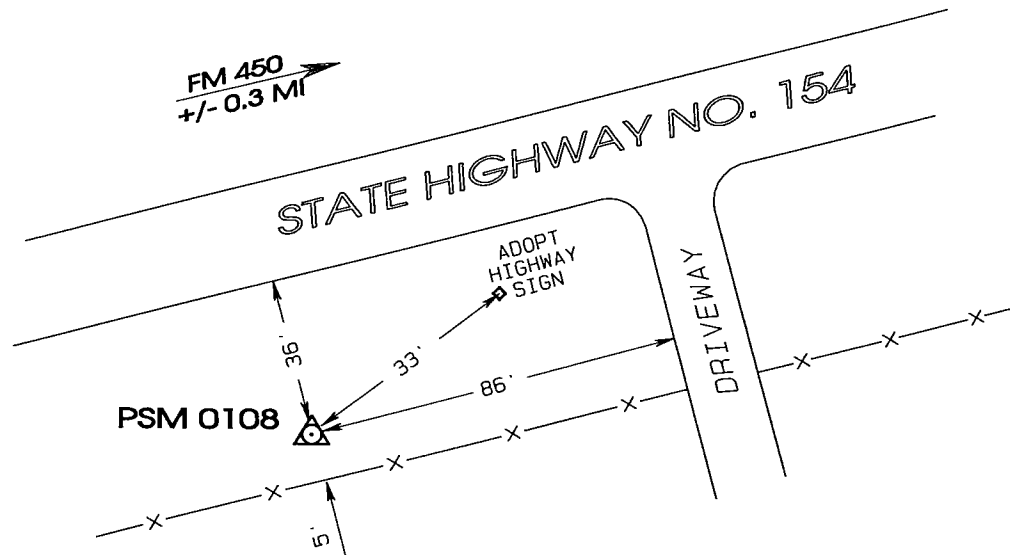 FM 450
+/- 0.3 MI
STATE HIGHWAY NO. 154
ADOPT
HIGHWAY
SIGN
36'
33'
86'
DRIVEWAY
PSM 0108
5'